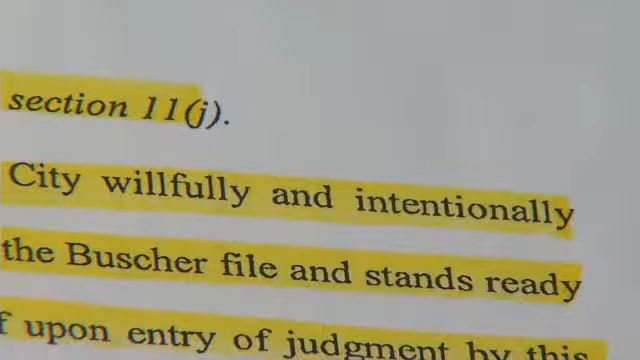 section 11(j).
City willfully and intentionally
the Buscher file and stands ready
f upon entry of judgment by this